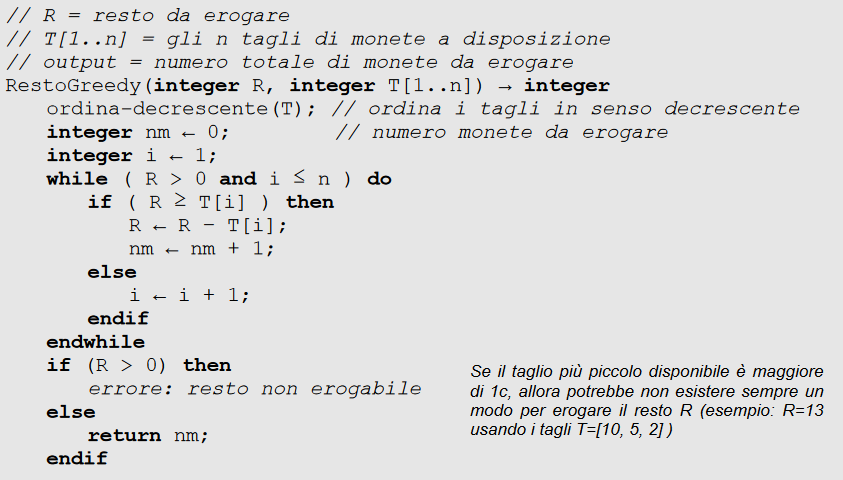 // R = resto da erogare
// T[1..n] = gli n tagli di monete a disposizione
// output = numero totale di monete da erogare
RestoGreedy(integer R, integer T[1..n]) → integer
ordina-decrescente(T); // ordina i tagli in senso decrescente
integer nm ← 0; // numero monete da erogare
integer i ← 1;
while ( R > 0 and i ≤ n ) do
if ( R ≥ T[i] ) then
R ← R - T[i];
nm ← nm + 1;
else
i ← i + 1;
endif
endwhile
if (R > 0) then
errore: resto non erogabile
else
return nm;
endif
Se il taglio più piccolo disponibile è maggiore
di 1c, allora potrebbe non esistere sempre un
modo per erogare il resto R (esempio: R=13
usando i tagli T=[10, 5, 2] )